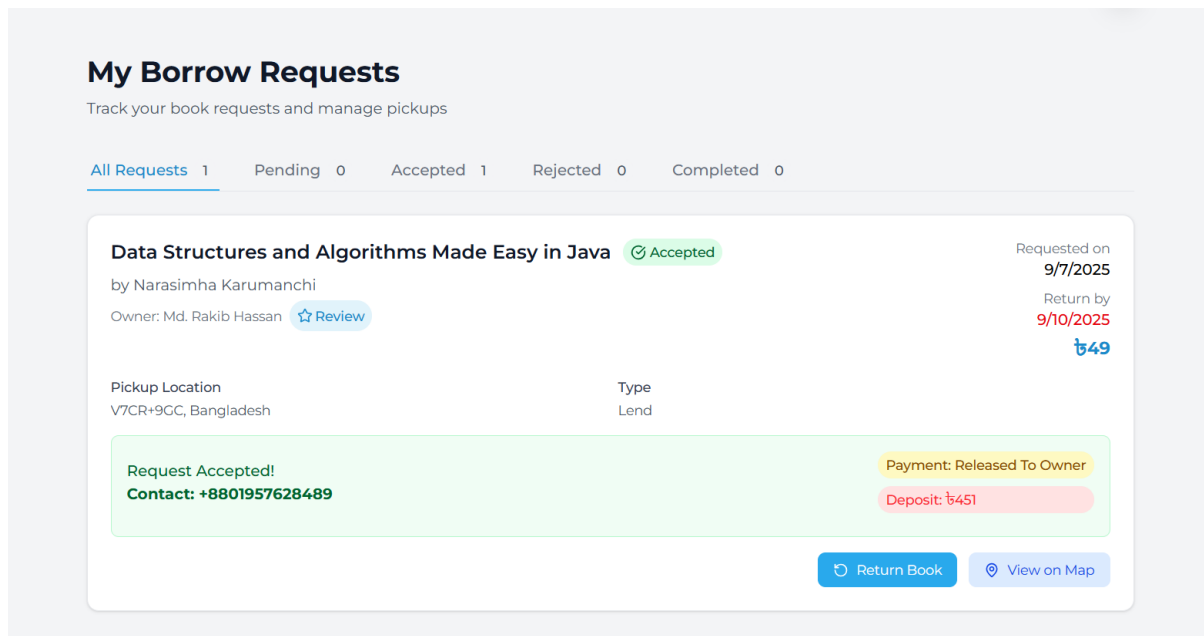 My Borrow Requests
Track your book requests and manage pickups
All Requests 1 Pending 0 Accepted 1 Rejected 0 Completed 0
Data Structures and Algorithms Made Easy in Java Accepted
by Narasimha Karumanchi
Owner: Md. Rakib Hassan Review
Requested on
9/7/2025
Return by
9/10/2025
৳49
Pickup Location
V7CR+9GC, Bangladesh
Type
Lend
Request Accepted!
Contact: +8801957628489
Payment: Released To Owner
Deposit: ৳451
Return Book
View on Map